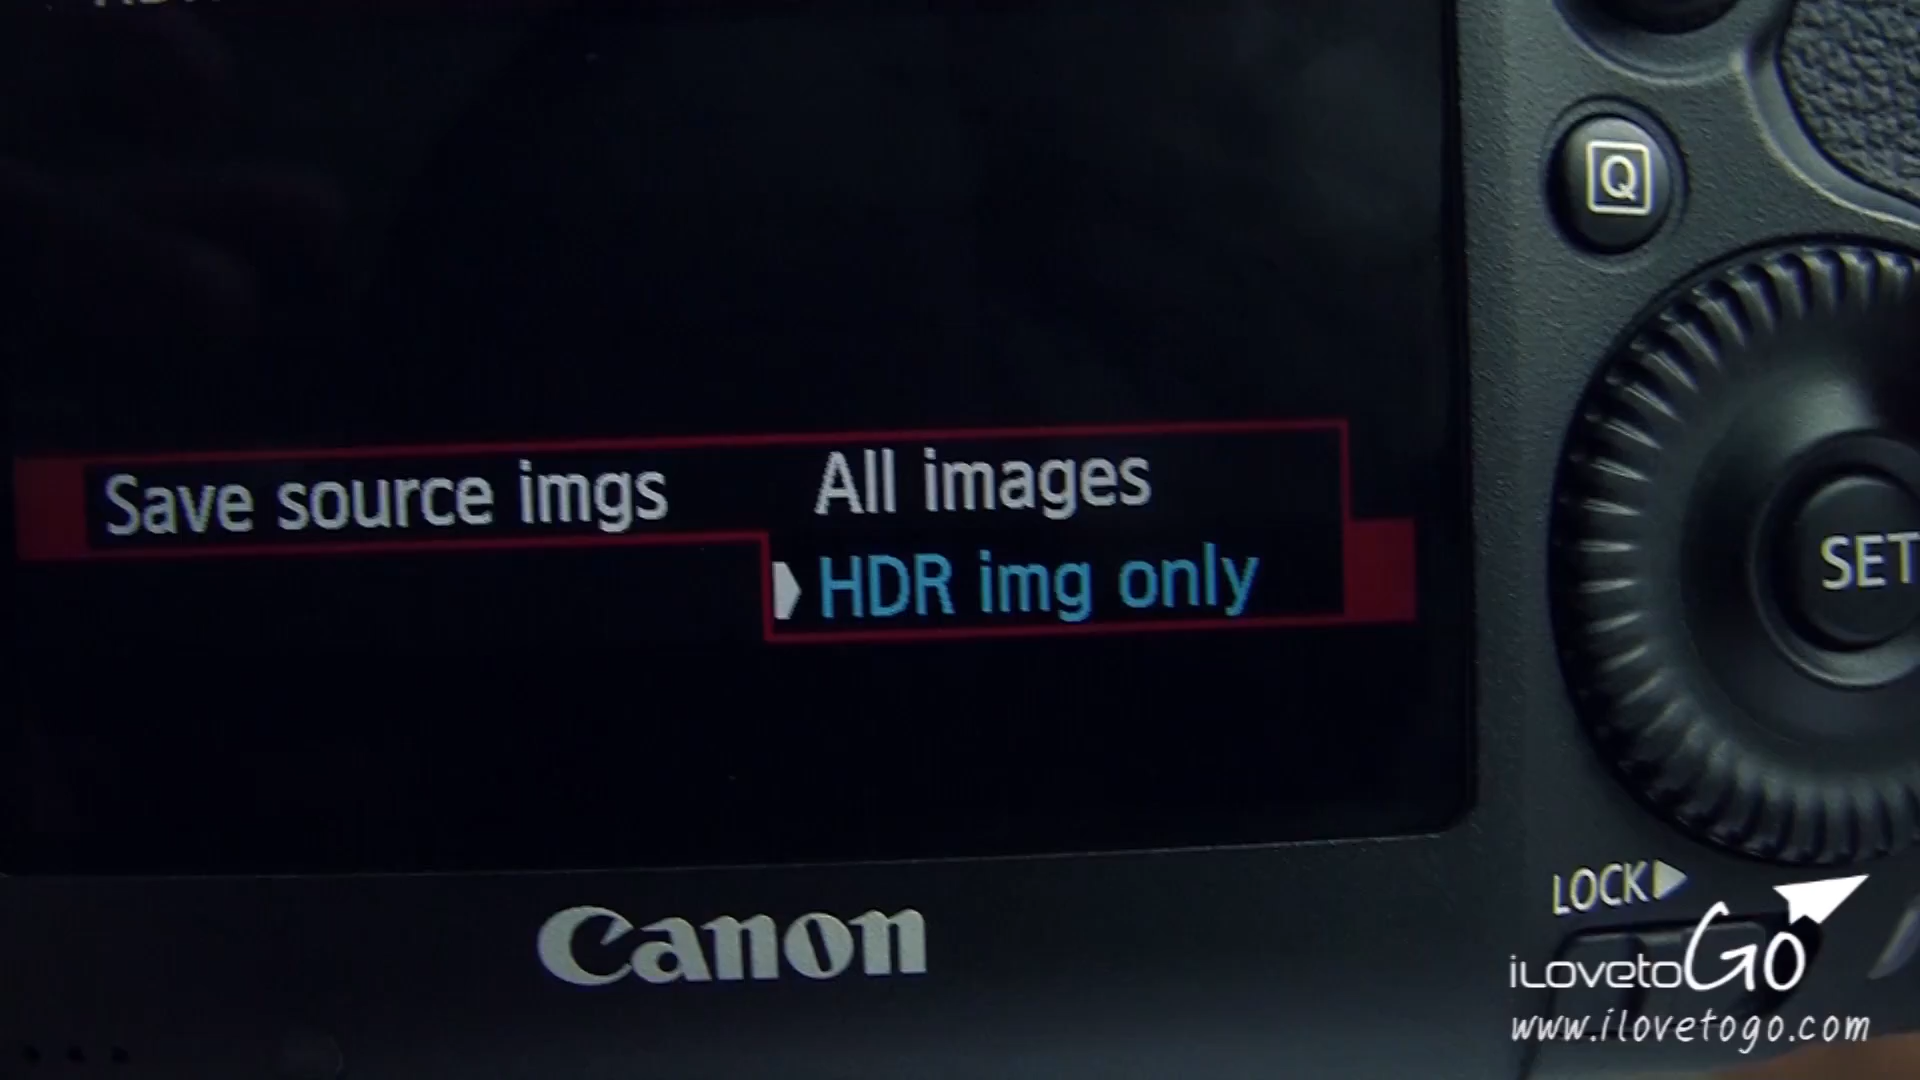 Save source imgs
All images
HDR img only
Q
SET
LOCK
Canon
iLovetoGo
www.ilovetogo.com